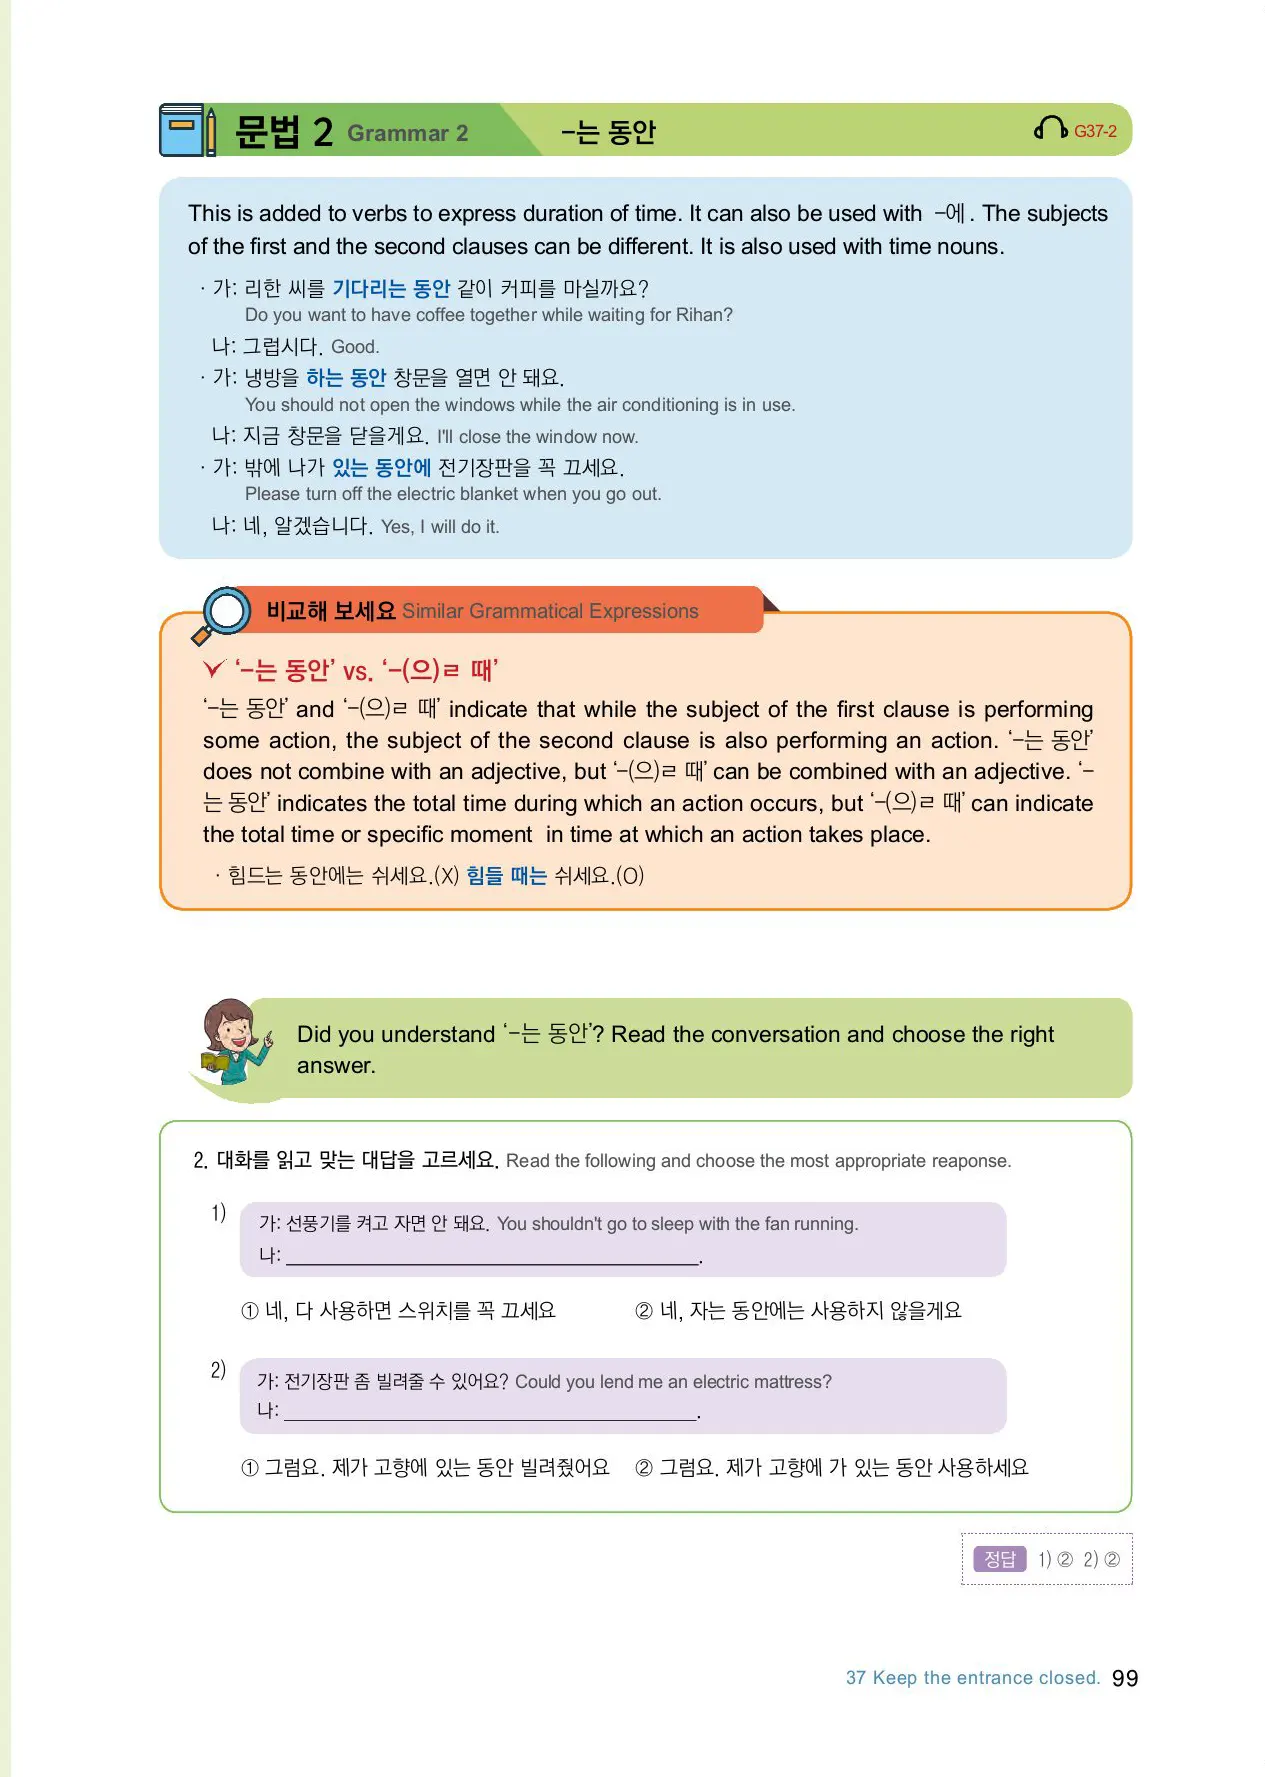 문법 2 Grammar 2 -는 동안 G37-2
This is added to verbs to express duration of time. It can also be used with -에. The subjects
of the first and the second clauses can be different. It is also used with time nouns.
· 가: 리한 씨를 기다리는 동안 같이 커피를 마실까요?
Do you want to have coffee together while waiting for Rihan?
나: 그럽시다. Good.
· 가: 냉방을 하는 동안 창문을 열면 안 돼요.
You should not open the windows while the air conditioning is in use.
나: 지금 창문을 닫을게요. I'll close the window now.
· 가: 밖에 나가 있는 동안에 전기장판을 꼭 끄세요.
Please turn off the electric blanket when you go out.
나: 네, 알겠습니다. Yes, I will do it.
비교해 보세요 Similar Grammatical Expressions
‘-는 동안’ vs. ‘-(으)ㄹ 때’
‘-는 동안’ and ‘-(으)ㄹ 때’ indicate that while the subject of the first clause is performing
some action, the subject of the second clause is also performing an action. ‘-는 동안’
does not combine with an adjective, but ‘-(으)ㄹ 때’ can be combined with an adjective. ‘-
는 동안’ indicates the total time during which an action occurs, but ‘-(으)ㄹ 때’ can indicate
the total time or specific moment in time at which an action takes place.
· 힘드는 동안에는 쉬세요.(X) 힘들 때는 쉬세요.(O)
Did you understand ‘-는 동안’? Read the conversation and choose the right
answer.
2. 대화를 읽고 맞는 대답을 고르세요. Read the following and choose the most appropriate reaponse.
1)
가: 선풍기를 켜고 자면 안 돼요. You shouldn't go to sleep with the fan running.
나: ______________________.
① 네, 다 사용하면 스위치를 꼭 끄세요 ② 네, 자는 동안에는 사용하지 않을게요
2)
가: 전기장판 좀 빌려줄 수 있어요? Could you lend me an electric mattress?
나: ______________________.
① 그럼요. 제가 고향에 있는 동안 빌려줬어요 ② 그럼요. 제가 고향에 가 있는 동안 사용하세요
정답 1) ② 2) ②
37 Keep the entrance closed. 99